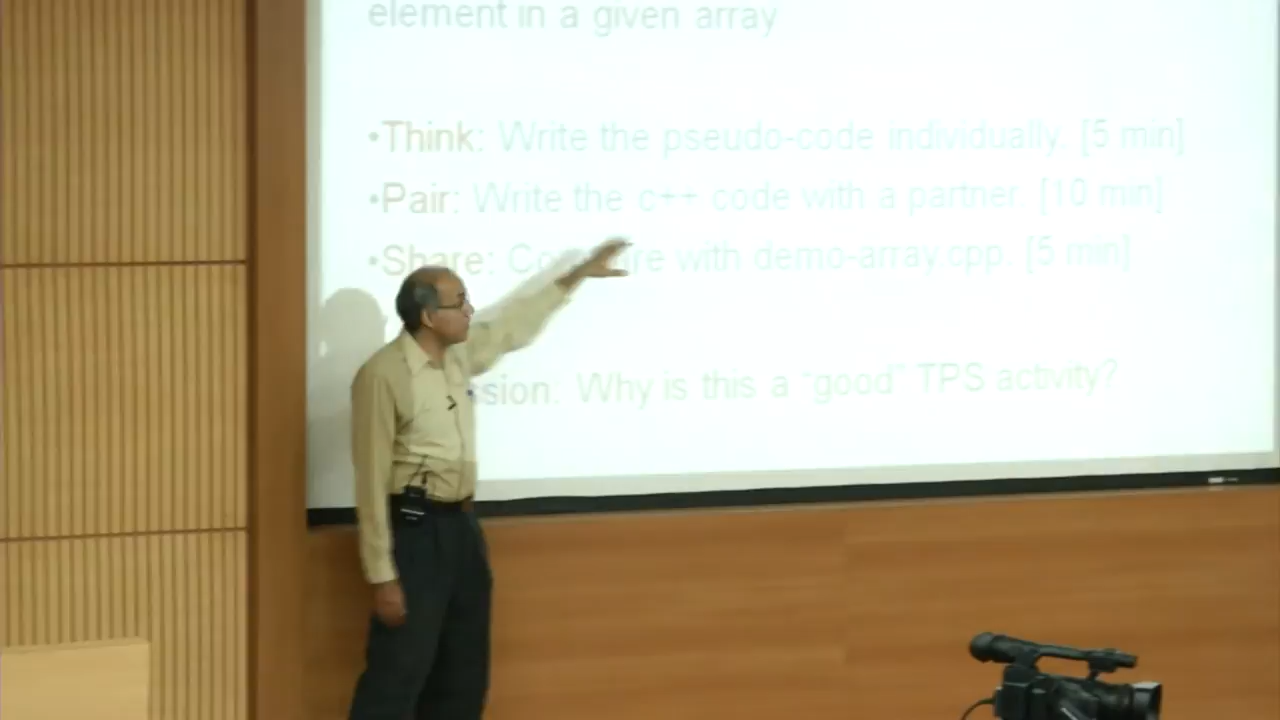 element in a given array
•Think: Write the pseudo-code individually. [5 min]
•Pair: Write the c++ code with a partner. [10 min]
•Share: with demo-array.cpp. [5 min]
ssion: Why is this a "good" TPS activity?